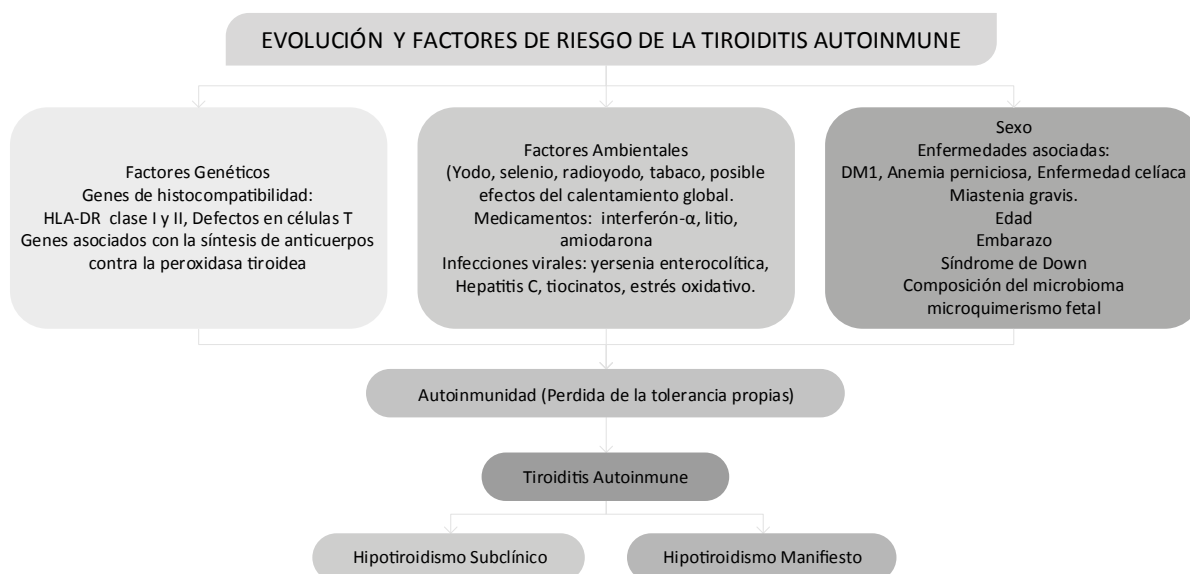 EVOLUCIÓN Y FACTORES DE RIESGO DE LA TIROIDITIS AUTOINMUNE
Factores Genéticos
Genes de histocompatibilidad:
HLA-DR clase I y II, Defectos en células T
Genes asociados con la síntesis de anticuerpos
contra la peroxidasa tiroidea
Factores Ambientales
(Yodo, selenio, radioyodo, tabaco, posible
efectos del calentamiento global.
Medicamentos: interferón-α, litio,
amiodarona
Infecciones virales: yersenia enterocolítica,
Hepatitis C, tiocinatos, estrés oxidativo.
Sexo
Enfermedades asociadas:
DM1, Anemia perniciosa, Enfermedad celíaca
Miastenia gravis.
Edad
Embarazo
Síndrome de Down
Composición del microbioma
microquimerismo fetal
Autoinmunidad (Perdida de la tolerancia propias)
Tiroiditis Autoinmune
Hipotiroidismo Subclínico
Hipotiroidismo Manifiesto